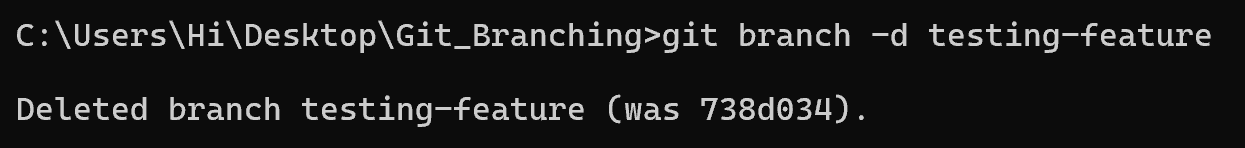 C:\Users\Hi\Desktop\Git_Branching>git branch -d testing-feature
Deleted branch testing-feature (was 738d034).